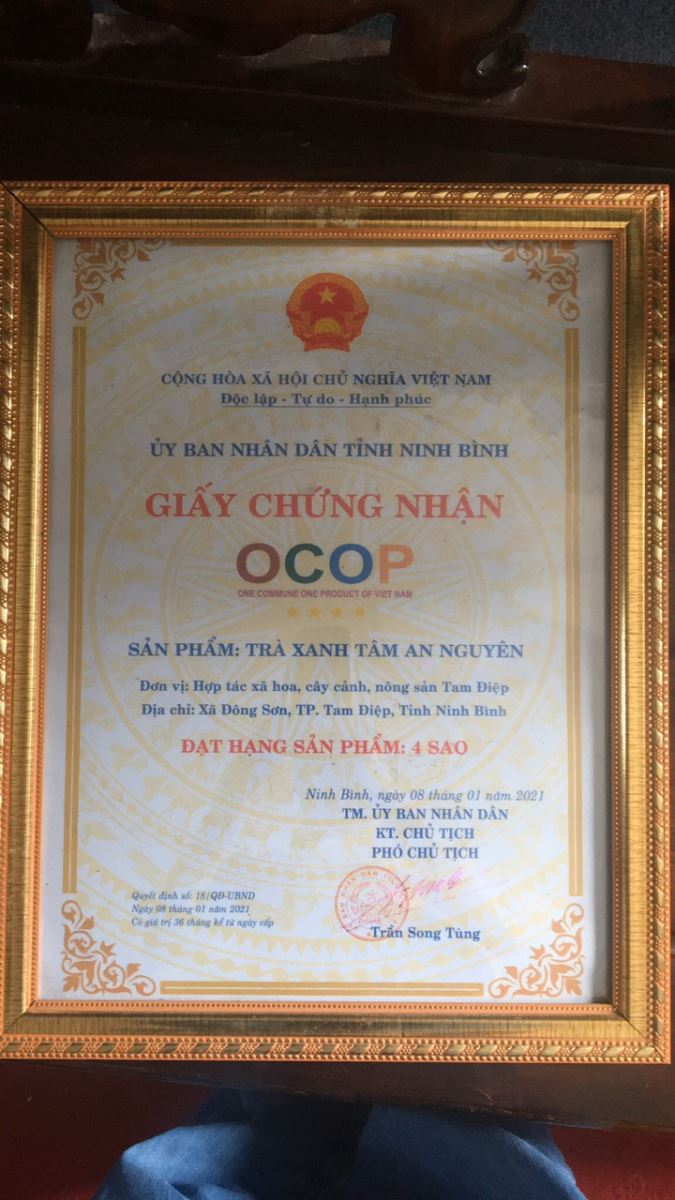 CỘNG HÒA XÃ HỘI CHỦ NGHĨA VIỆT NAM
Độc lập - Tự do - Hạnh phúc
ỦY BAN NHÂN DÂN TỈNH NINH BÌNH
GIẤY CHỨNG NHẬN
OCOP
ONE COMMUNE ONE PRODUCT OF VIET NAM
SẢN PHẨM: TRÀ XANH TÂM AN NGUYÊN
Đơn vị: Hợp tác xã hoa, cây cảnh, nông sản Tam Điệp
Địa chỉ: Xã Đông Sơn, TP. Tam Điệp, Tỉnh Ninh Bình
ĐẠT HẠNG SẢN PHẨM: 4 SAO
Ninh Bình, ngày 08 tháng 01 năm 2021
TM. ỦY BAN NHÂN DÂN
KT. CHỦ TỊCH
PHÓ CHỦ TỊCH
Quyết định số: 18/QĐ-UBND
Ngày 08 tháng 01 năm 2021
Có giá trị 36 tháng kể từ ngày cấp
Trần Song Tùng